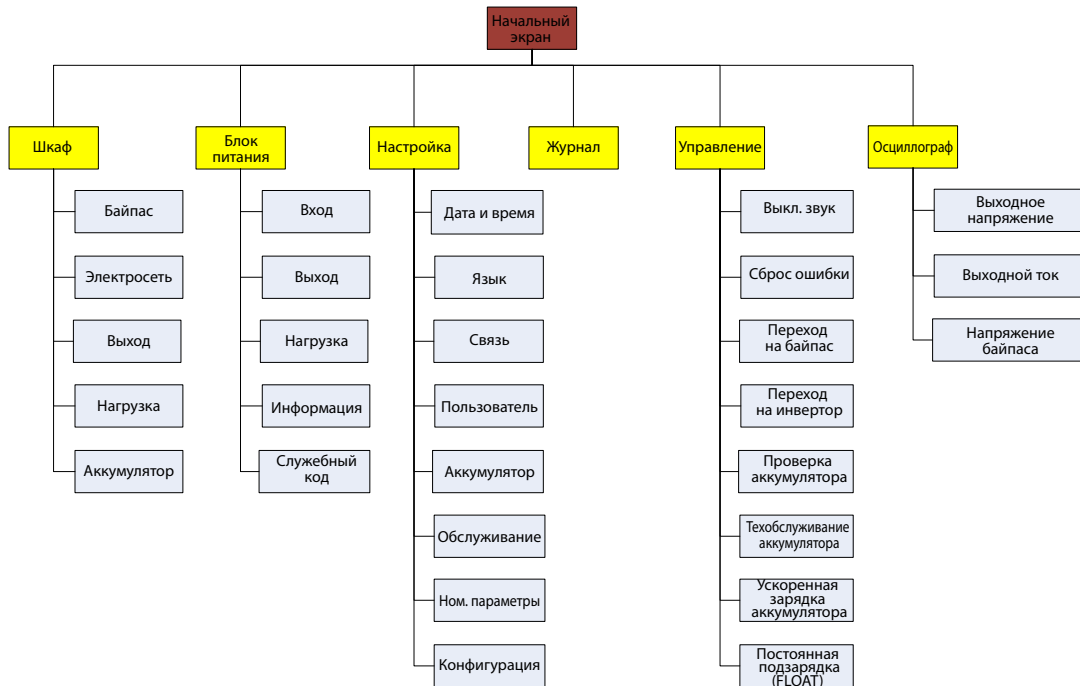 Начальный
экран
Шкаф
Байпас
Электросеть
Выход
Нагрузка
Аккумулятор
Блок
питания
Вход
Выход
Нагрузка
Информация
Служебный
код
Настройка
Дата и время
Язык
Связь
Пользователь
Аккумулятор
Обслуживание
Ном. параметры
Конфигурация
Журнал
Управление
Выкл. звук
Сброс ошибки
Переход
на байпас
Переход
на инвертор
Проверка
аккумулятора
Техобслуживание
аккумулятора
Ускоренная
зарядка
аккумулятора
Постоянная
подзарядка
(FLOAT)
Осциллограф
Выходное
напряжение
Выходной ток
Напряжение
байпаса